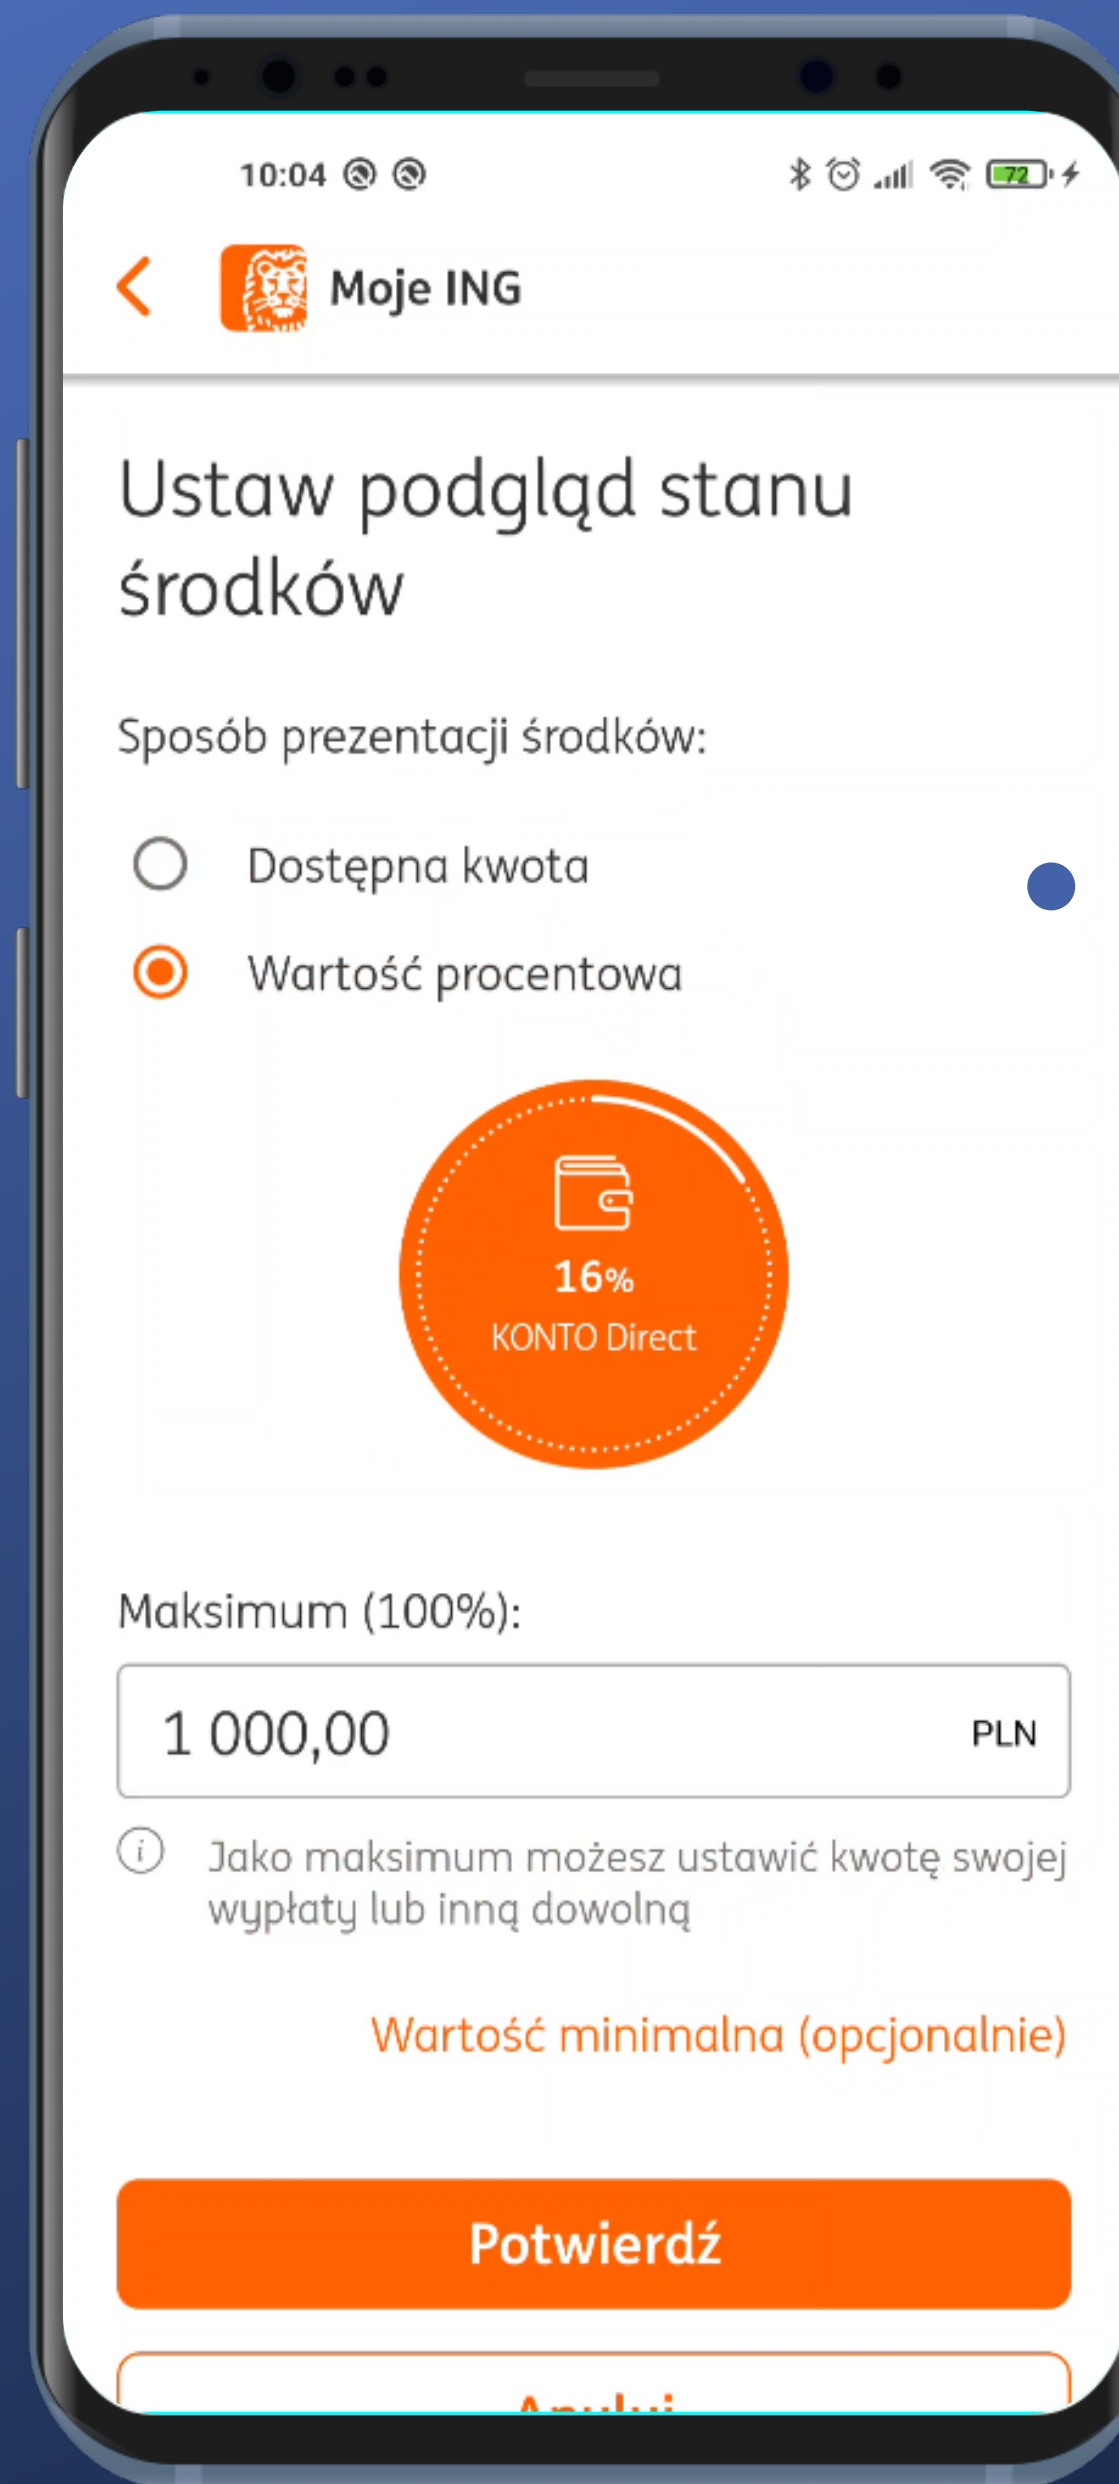 10:04
72
Moje ING
Ustaw podgląd stanu
środków
Sposób prezentacji środków:
Dostępna kwota
Wartość procentowa
16%
KONTO Direct
Maksimum (100%):
1 000,00 PLN
Jako maksimum możesz ustawić kwotę swojej
wypłaty lub inną dowolną
Wartość minimalna (opcjonalnie)
Potwierdź
Anuluj